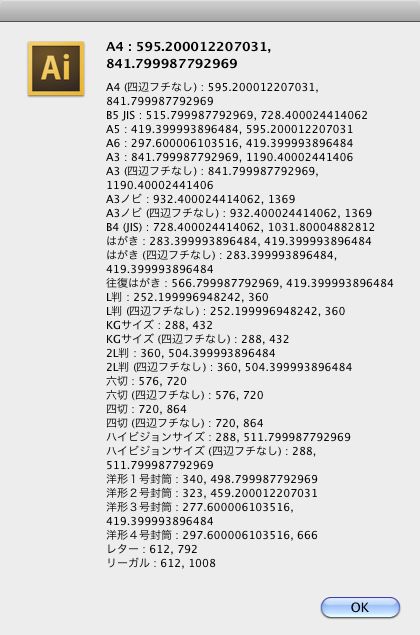 Ai
A4 : 595.200012207031,
841.799987792969
A4 (四辺フチなし) : 595.200012207031,
841.799987792969
B5 JIS : 515.799987792969, 728.400024414062
A5 : 419.399993896484, 595.200012207031
A6 : 297.600006103516, 419.399993896484
A3 : 841.799987792969, 1190.40002441406
A3 (四辺フチなし) : 841.799987792969,
1190.40002441406
A3ノビ : 932.400024414062, 1369
A3ノビ (四辺フチなし) : 932.400024414062, 1369
B4 (JIS) : 728.400024414062, 1031.80004882812
はがき : 283.399993896484, 419.399993896484
はがき (四辺フチなし) : 283.399993896484,
419.399993896484
往復はがき : 566.799987792969, 419.399993896484
L判 : 252.199996948242, 360
L判 (四辺フチなし) : 252.199996948242, 360
KGサイズ : 288, 432
KGサイズ (四辺フチなし) : 288, 432
2L判 : 360, 504.399993896484
2L判 (四辺フチなし) : 360, 504.399993896484
六切 : 576, 720
六切 (四辺フチなし) : 576, 720
四切 : 720, 864
四切 (四辺フチなし) : 720, 864
ハイビジョンサイズ : 288, 511.799987792969
ハイビジョンサイズ (四辺フチなし) : 288,
511.799987792969
洋形１号封筒 : 340, 498.799987792969
洋形２号封筒 : 323, 459.200012207031
洋形３号封筒 : 277.600006103516,
419.399993896484
洋形４号封筒 : 297.600006103516, 666
レター : 612, 792
リーガル : 612, 1008
OK